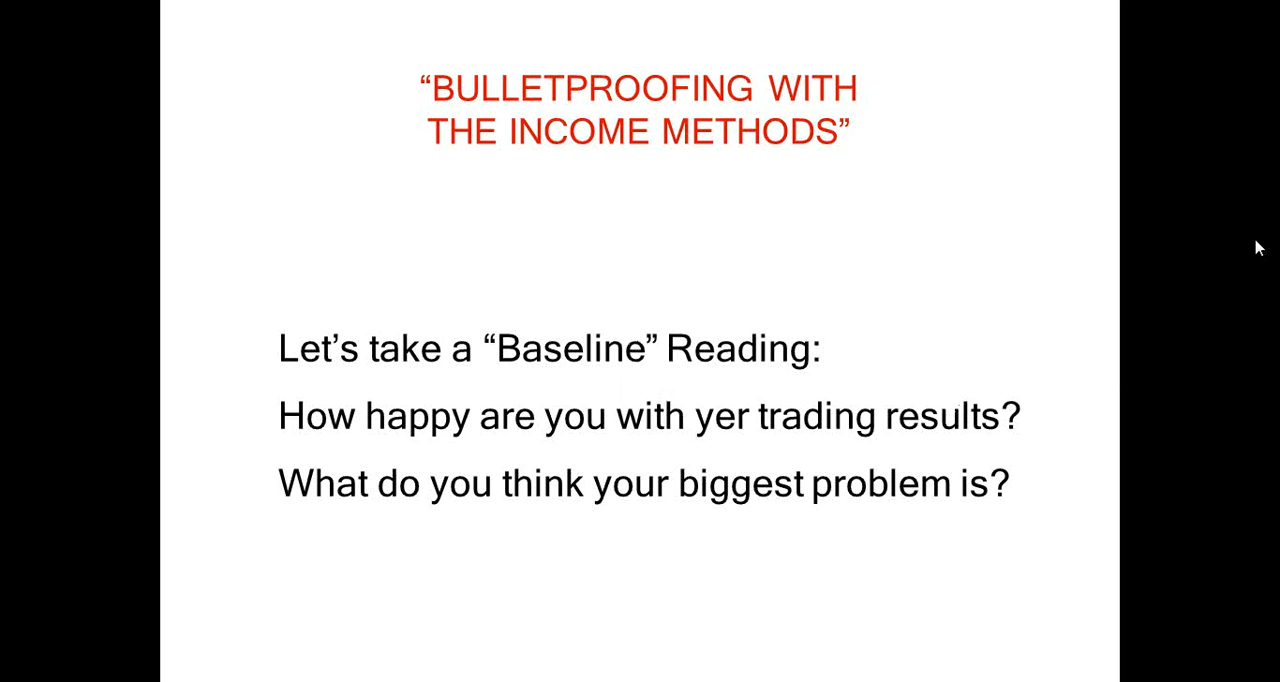 “BULLETPROOFING WITH
THE INCOME METHODS”
Let’s take a “Baseline” Reading:
How happy are you with yer trading results?
What do you think your biggest problem is?